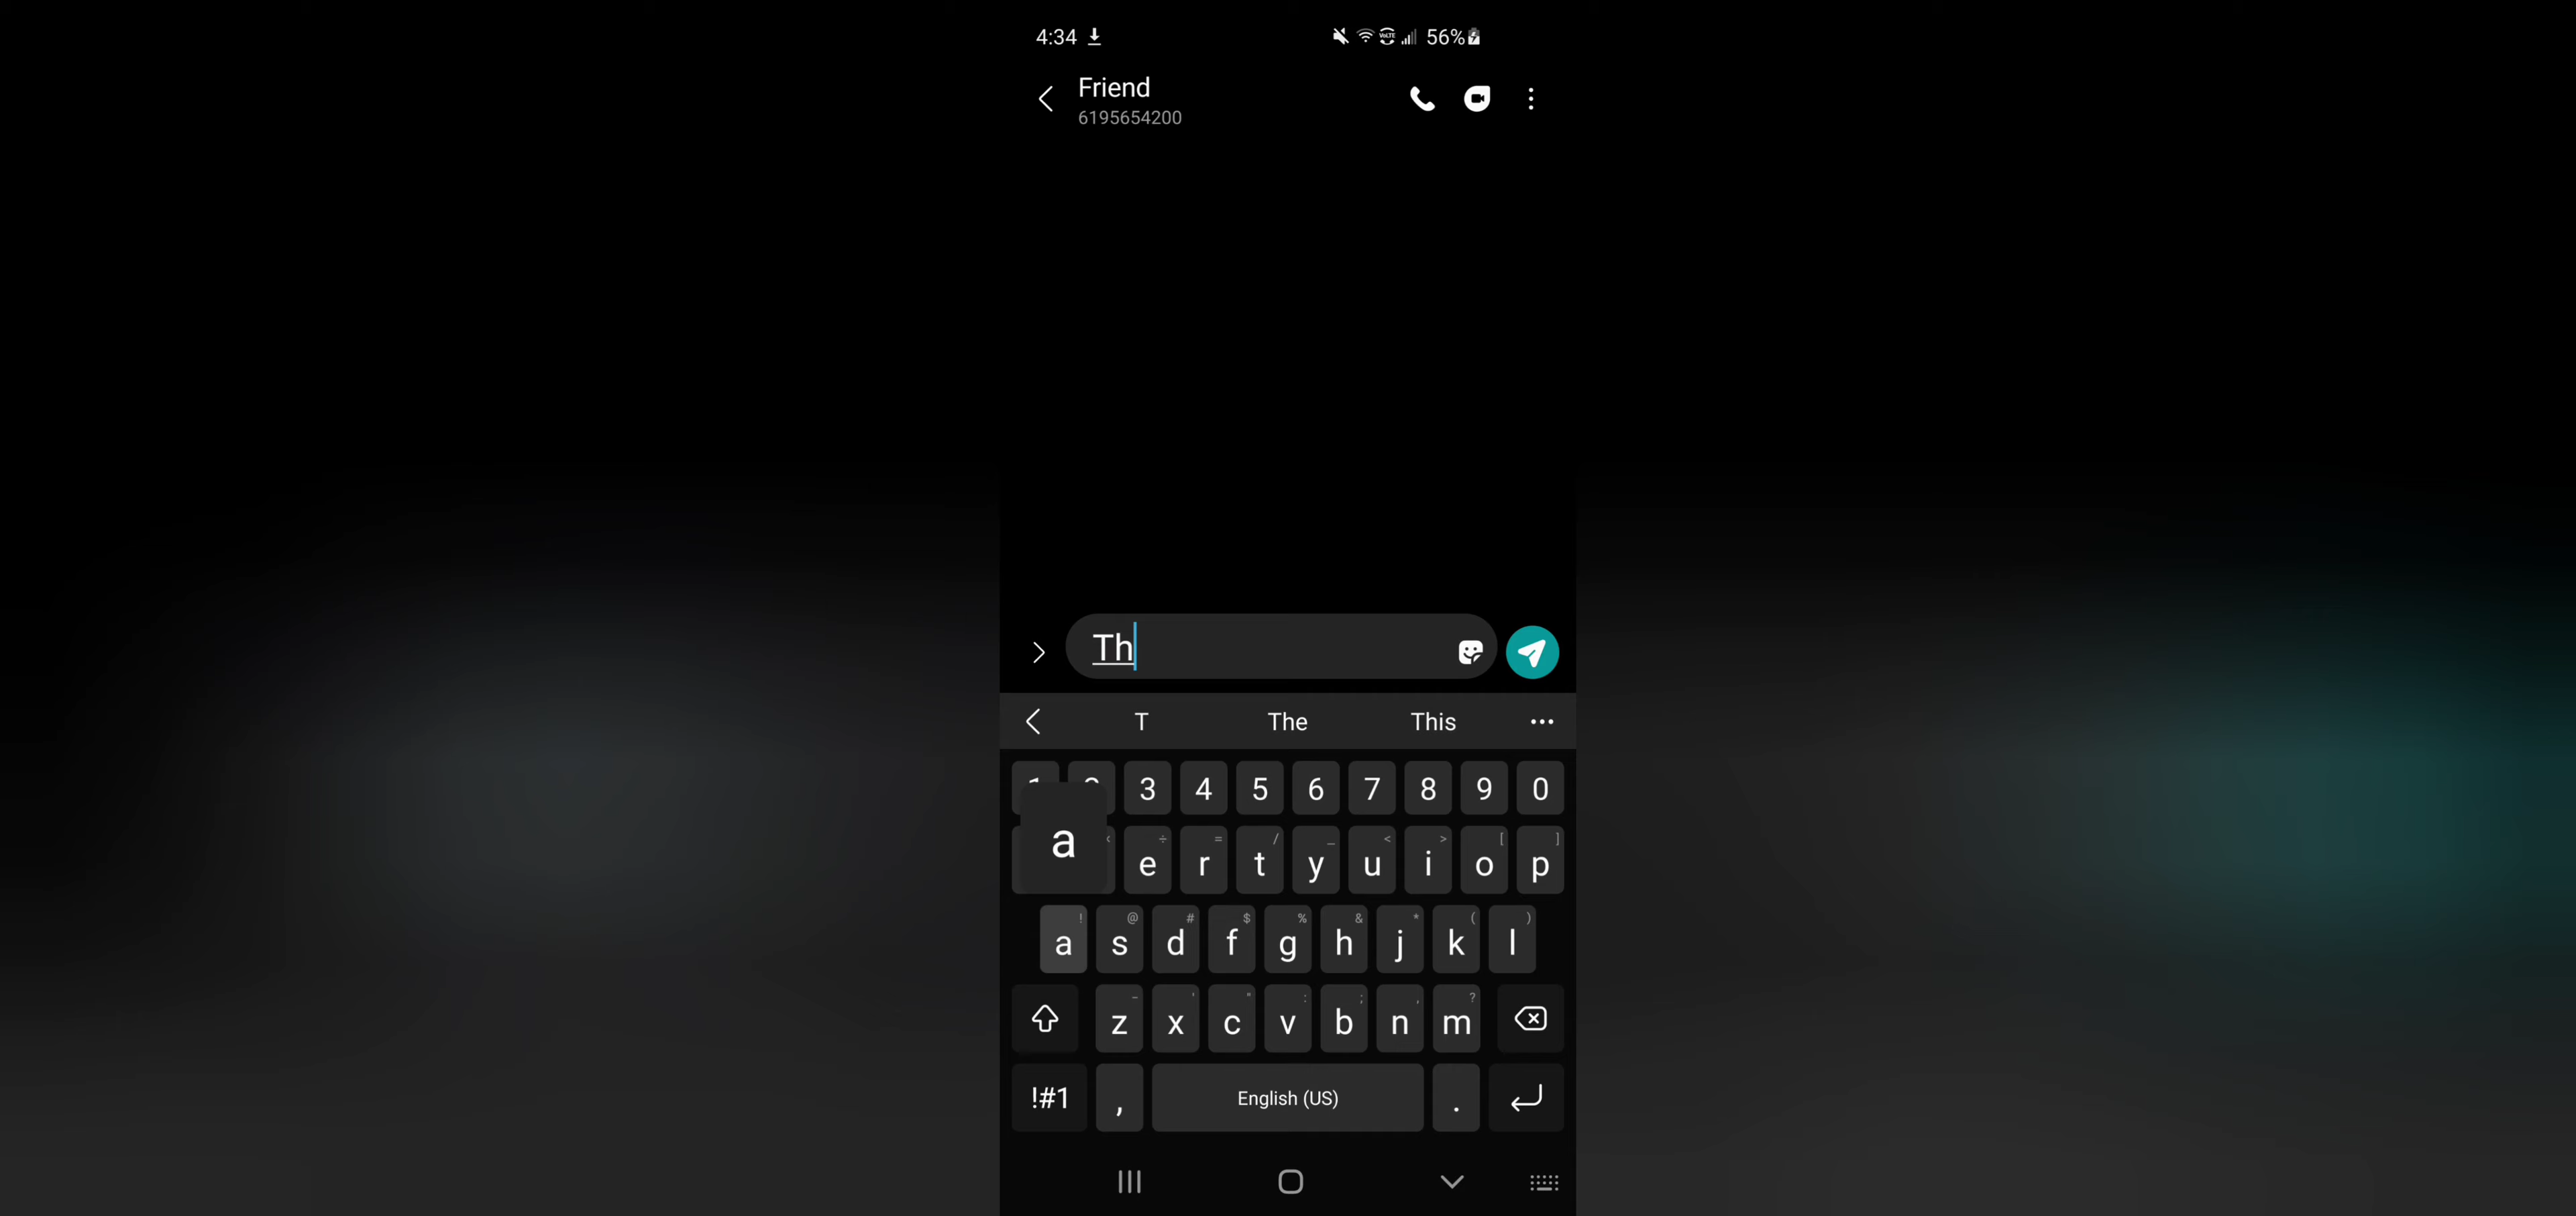 4:34 56%
Friend
6195654200
Th
T The This
3 4 5 6 7 8 9 0
a
÷ = / _ < > [ ]
e r t y u i o p
! @ # $ % & * ( )
a s d f g h j k l
- ' " : ; , ?
z x c v b n m
!#1 , English (US) .